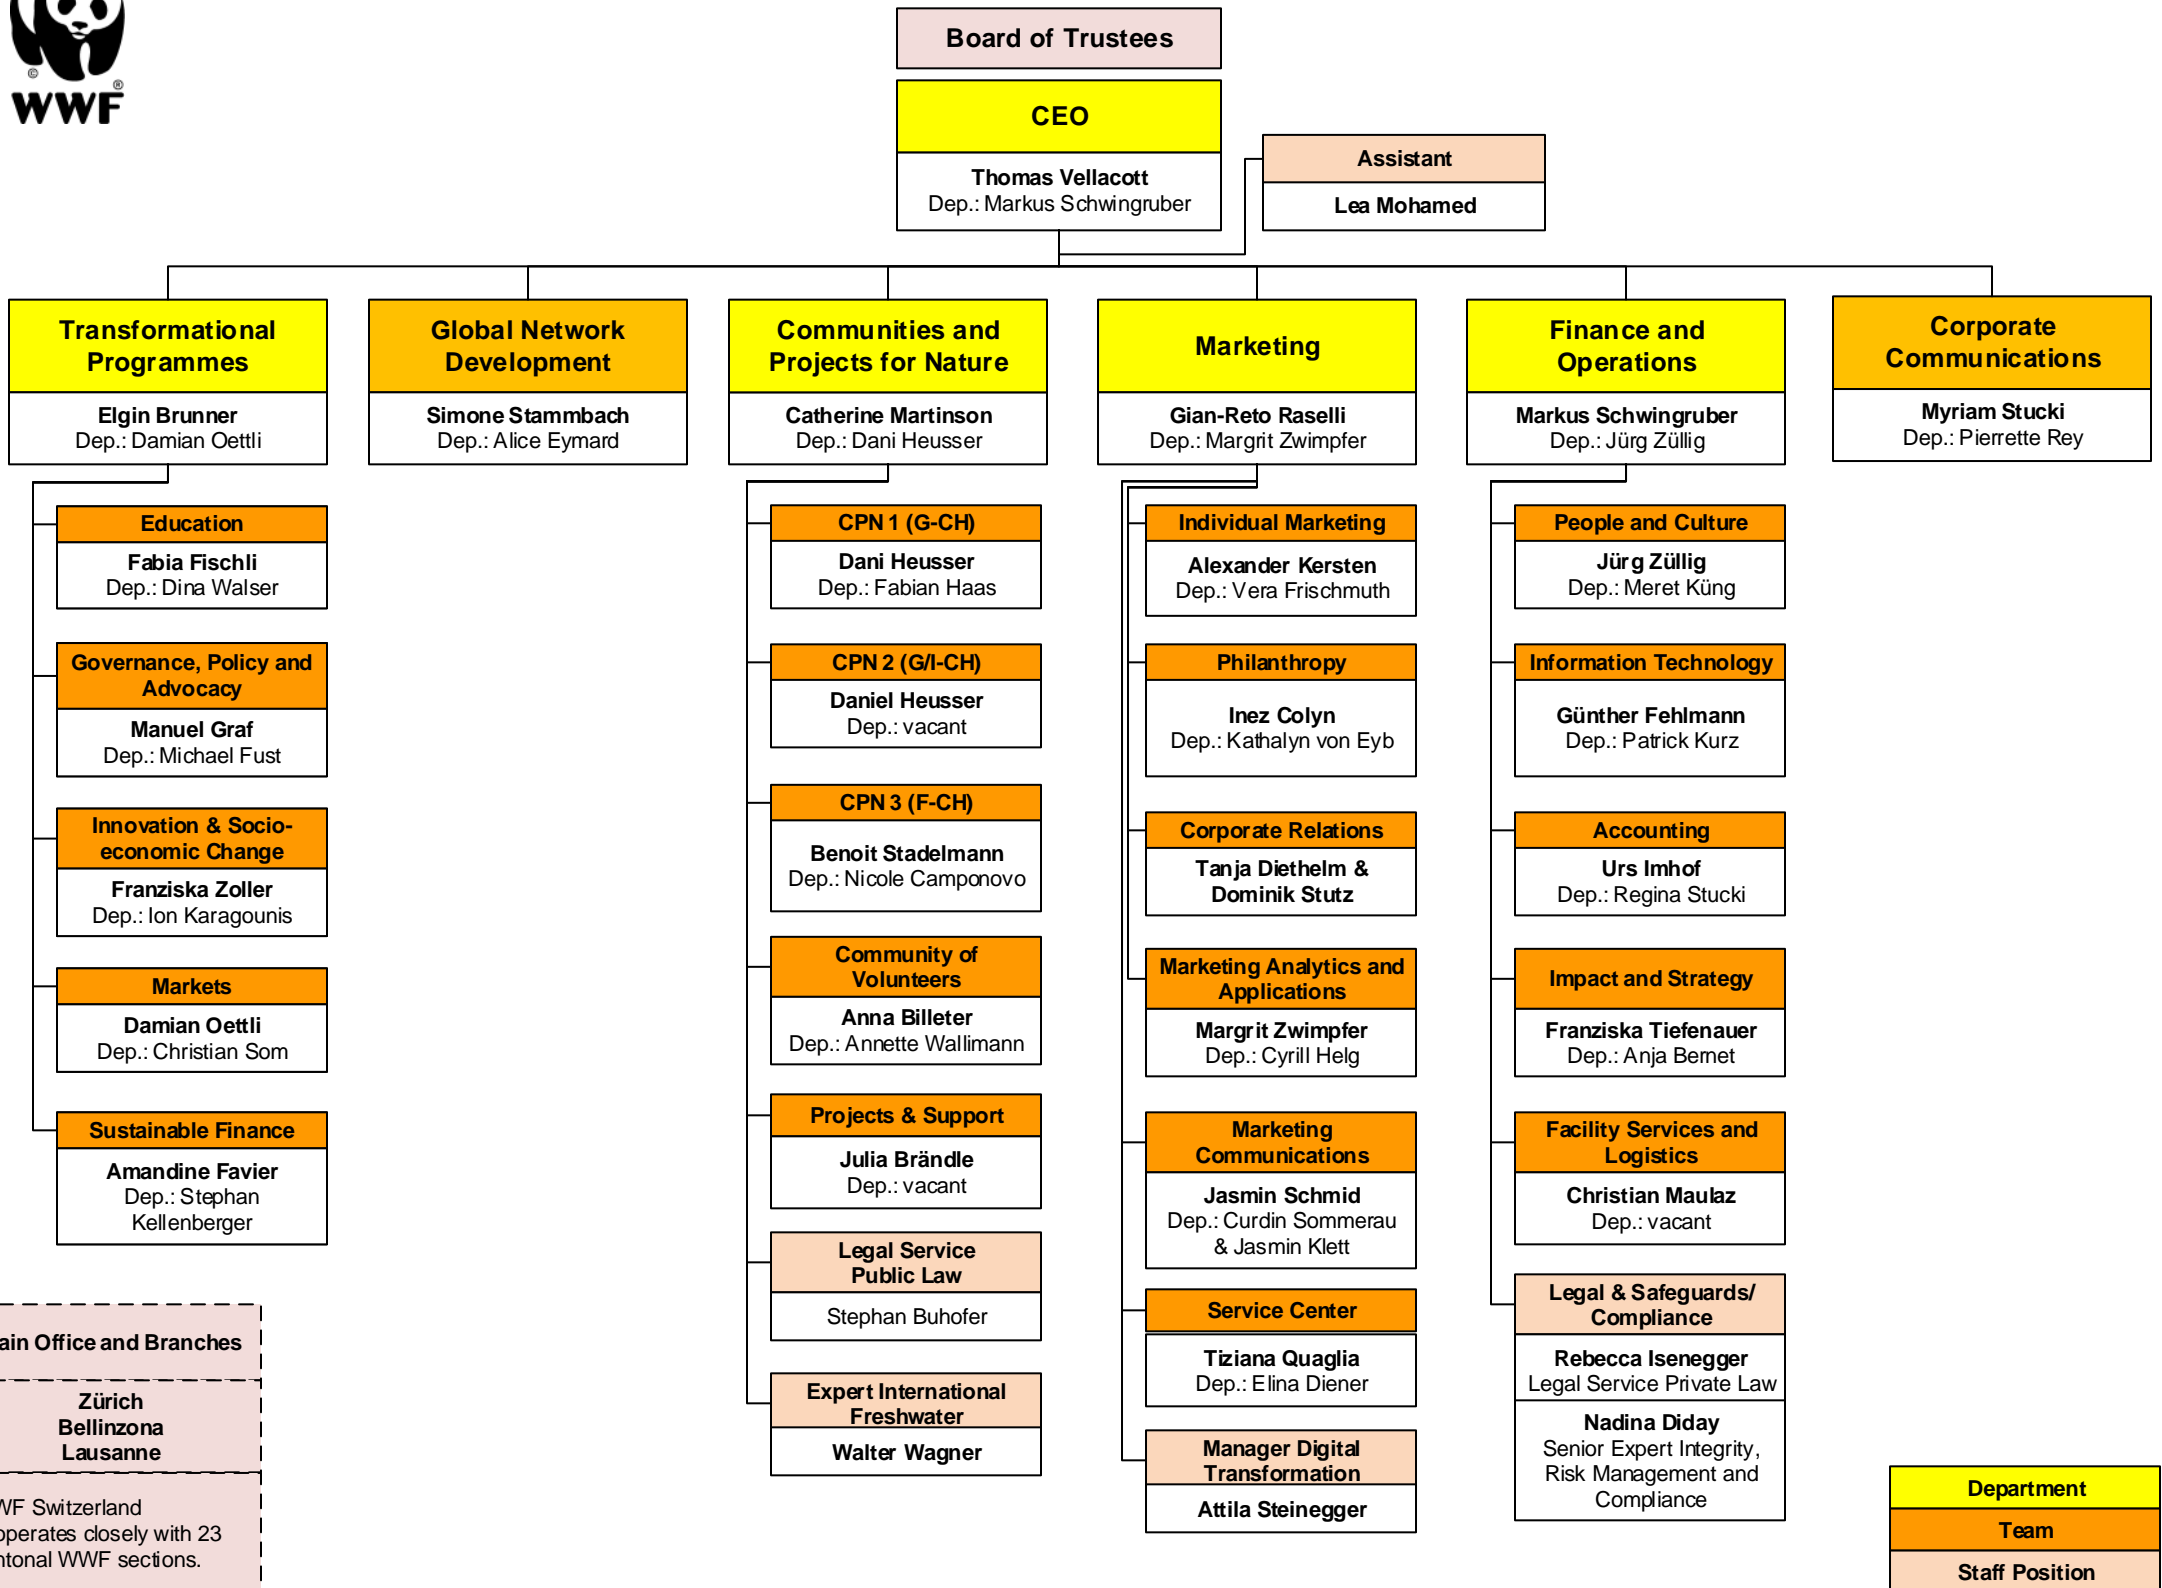 ©
®
WWF
Board of Trustees
CEO
Thomas Vellacott
Dep.: Markus Schwingruber
Assistant
Lea Mohamed
Transformational
Programmes
Elgin Brunner
Dep.: Damian Oettli
Global Network
Development
Simone Stammbach
Dep.: Alice Eymard
Communities and
Projects for Nature
Catherine Martinson
Dep.: Dani Heusser
Marketing
Gian-Reto Raselli
Dep.: Margrit Zwimpfer
Finance and
Operations
Markus Schwingruber
Dep.: Jürg Züllig
Corporate
Communications
Myriam Stucki
Dep.: Pierrette Rey
Education
Fabia Fischli
Dep.: Dina Walser
Governance, Policy and
Advocacy
Manuel Graf
Dep.: Michael Fust
Innovation & Socio-
economic Change
Franziska Zoller
Dep.: Ion Karagounis
Markets
Damian Oettli
Dep.: Christian Som
Sustainable Finance
Amandine Favier
Dep.: Stephan
Kellenberger
CPN 1 (G-CH)
Dani Heusser
Dep.: Fabian Haas
CPN 2 (G/I-CH)
Daniel Heusser
Dep.: vacant
CPN 3 (F-CH)
Benoit Stadelmann
Dep.: Nicole Camponovo
Community of
Volunteers
Anna Billeter
Dep.: Annette Wallimann
Projects & Support
Julia Brändle
Dep.: vacant
Legal Service
Public Law
Stephan Buhofer
Expert International
Freshwater
Walter Wagner
Individual Marketing
Alexander Kersten
Dep.: Vera Frischmuth
Philanthropy
Inez Colyn
Dep.: Kathalyn von Eyb
Corporate Relations
Tanja Diethelm &
Dominik Stutz
Marketing Analytics and
Applications
Margrit Zwimpfer
Dep.: Cyrill Helg
Marketing
Communications
Jasmin Schmid
Dep.: Curdin Sommerau
& Jasmin Klett
Service Center
Tiziana Quaglia
Dep.: Elina Diener
Manager Digital
Transformation
Attila Steinegger
People and Culture
Jürg Züllig
Dep.: Meret Küng
Information Technology
Günther Fehlmann
Dep.: Patrick Kurz
Accounting
Urs Imhof
Dep.: Regina Stucki
Impact and Strategy
Franziska Tiefenauer
Dep.: Anja Bernet
Facility Services and
Logistics
Christian Maulaz
Dep.: vacant
Legal & Safeguards/
Compliance
Rebecca Isenegger
Legal Service Private Law
Nadina Diday
Senior Expert Integrity,
Risk Management and
Compliance
ain Office and Branches
Zürich
Bellinzona
Lausanne
WF Switzerland
operates closely with 23
ntonal WWF sections.
Department
Team
Staff Position